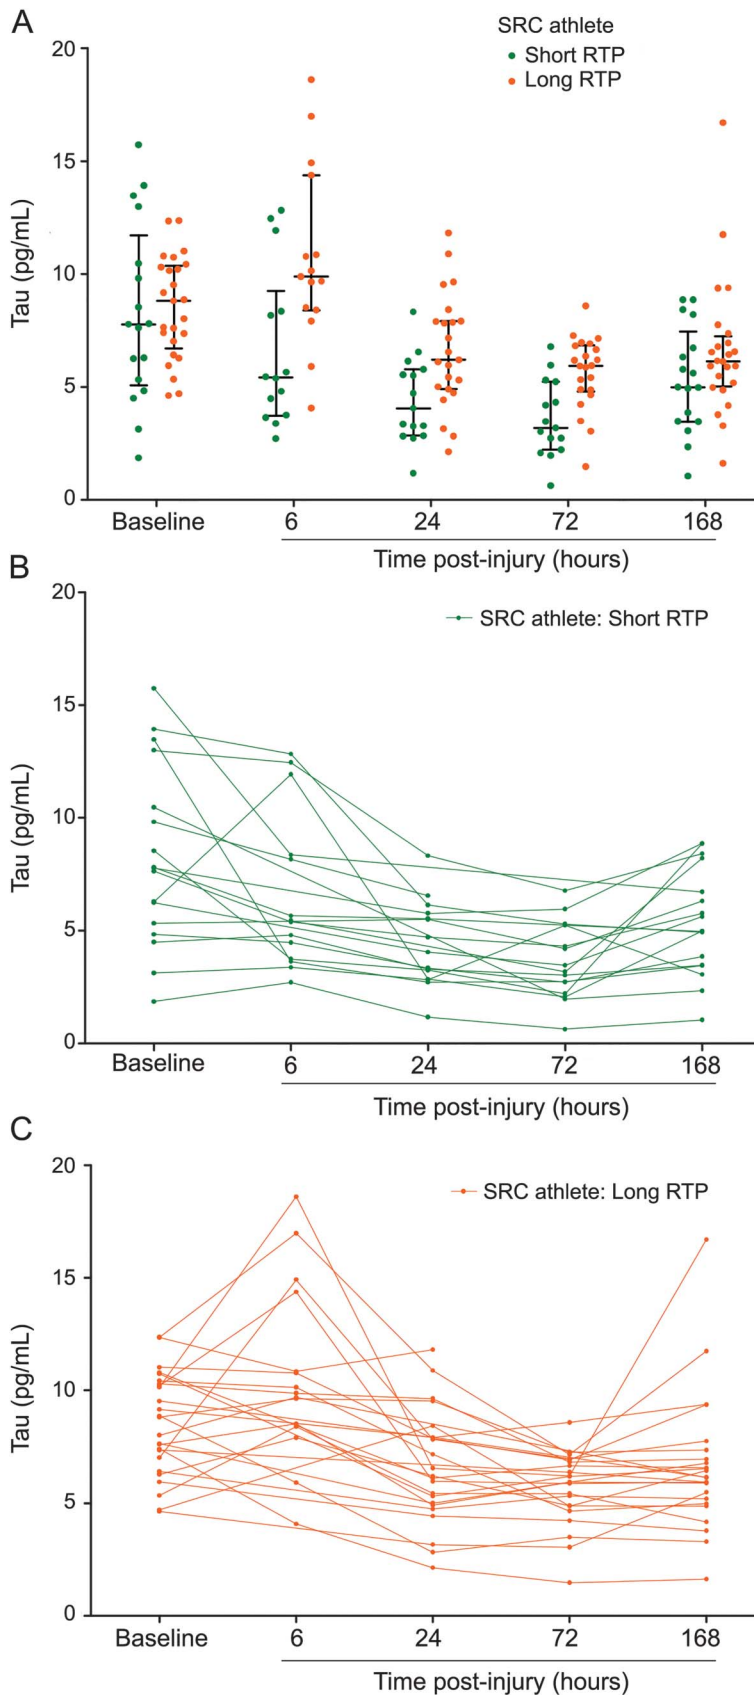 A
SRC athlete
Short RTP
Long RTP
20
15
10
5
0
Tau (pg/mL)
Baseline 6 24 72 168
Time post-injury (hours)
B
SRC athlete: Short RTP
20
15
10
5
0
Tau (pg/mL)
Baseline 6 24 72 168
Time post-injury (hours)
C
SRC athlete: Long RTP
20
15
10
5
0
Tau (pg/mL)
Baseline 6 24 72 168
Time post-injury (hours)